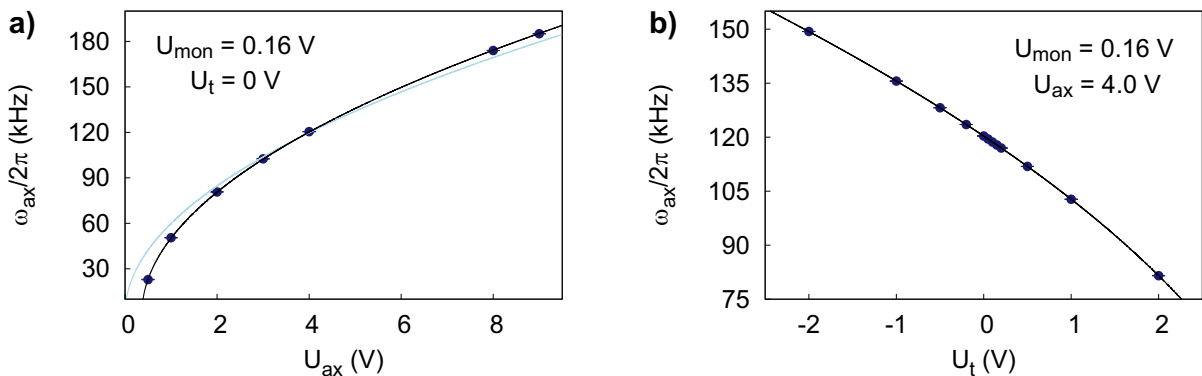 a)
U_mon = 0.16 V
U_t = 0 V
ω_ax/2π (kHz)
180
150
120
90
60
30
0 2 4 6 8
U_ax (V)
b)
U_mon = 0.16 V
U_ax = 4.0 V
ω_ax/2π (kHz)
150
135
120
105
90
75
-2 -1 0 1 2
U_t (V)